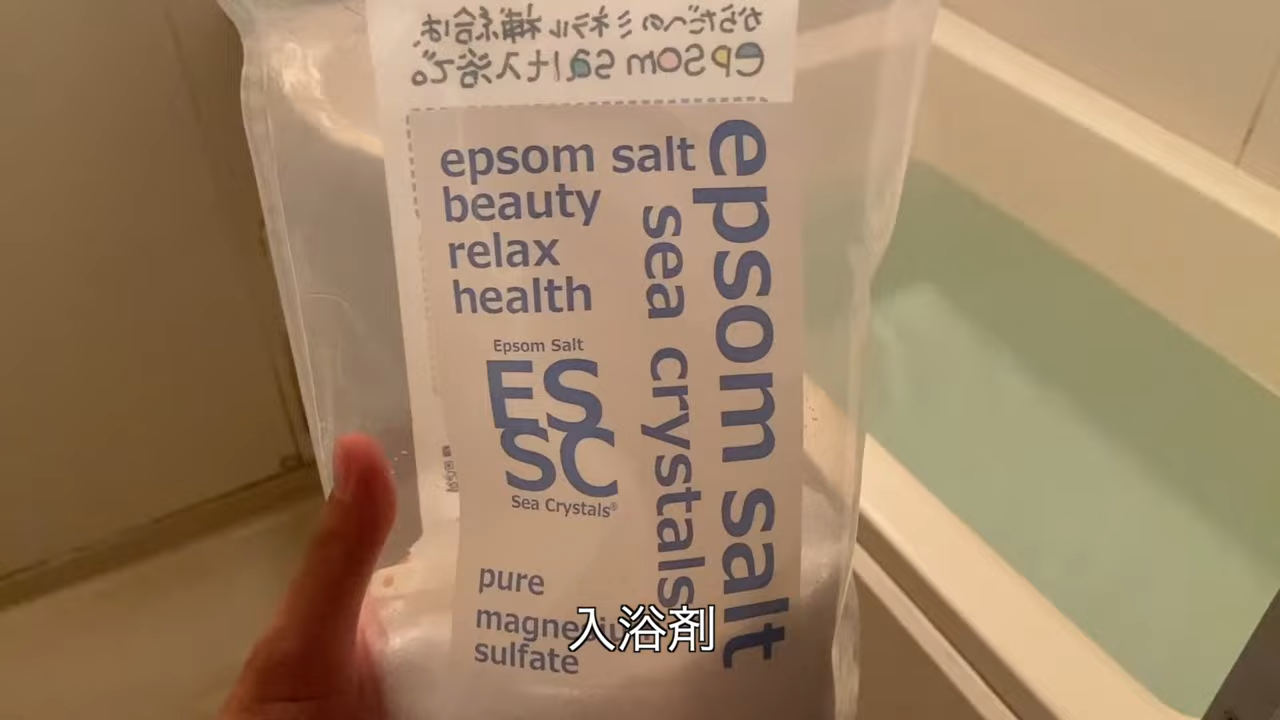 からだへのミネラル補給は、
epsom salt入浴で。
epsom salt
beauty
relax
health
epsom salt
sea crystals
Epsom Salt
ES
SC
Sea Crystals®
pure
sulfate
入浴剤